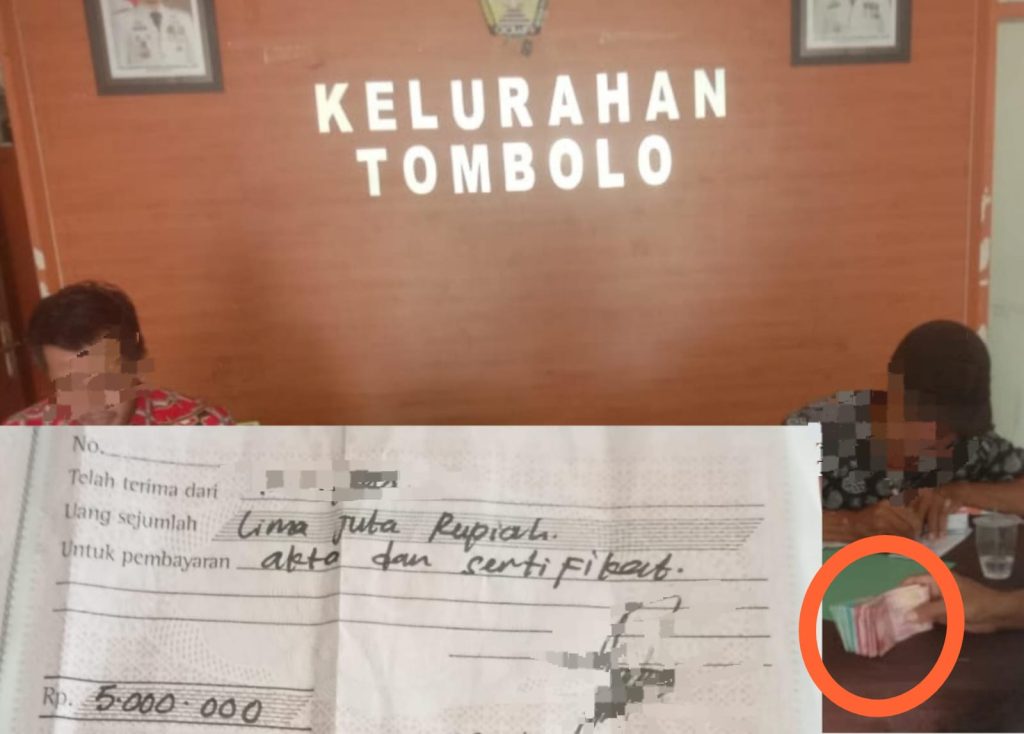 KELURAHAN
TOMBOLO
No.
Telah terima dari
Uang sejumlah Lima juta Rupiah.
Untuk pembayaran akta dan sertifikat.
Rp. 5.000.000